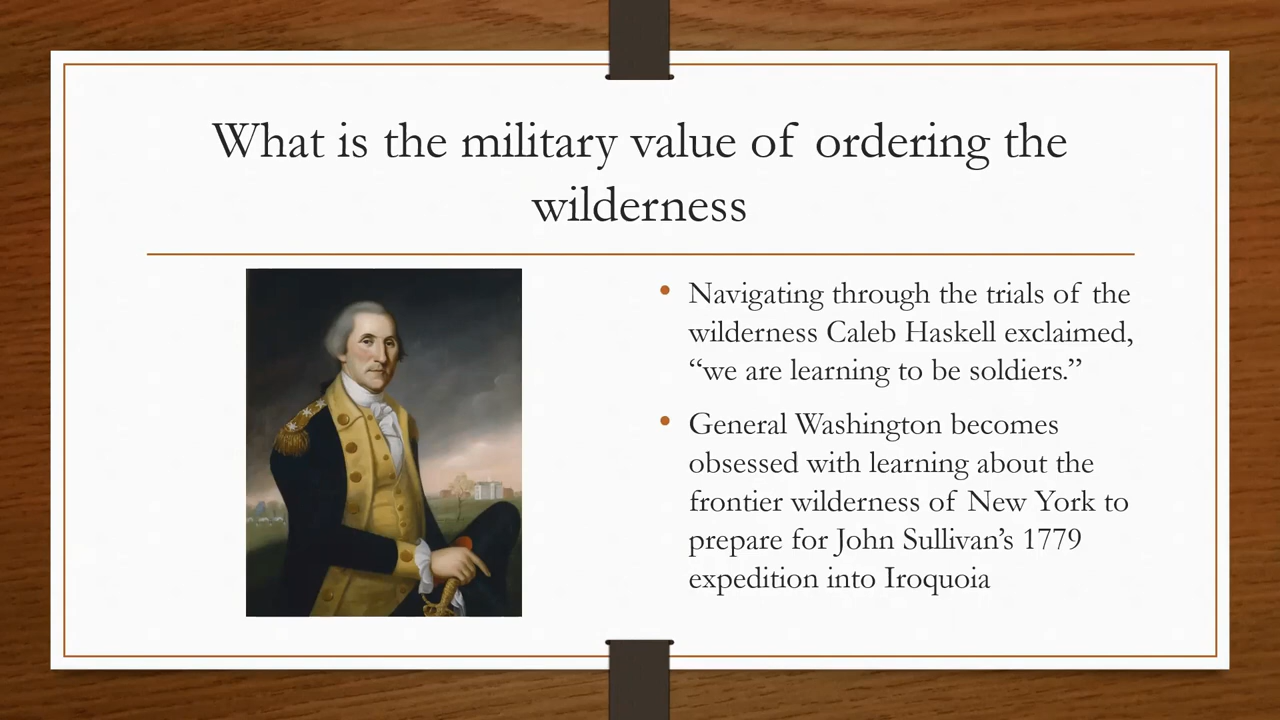 What is the military value of ordering the
wilderness
• Navigating through the trials of the
wilderness Caleb Haskell exclaimed,
“we are learning to be soldiers.”
• General Washington becomes
obsessed with learning about the
frontier wilderness of New York to
prepare for John Sullivan’s 1779
expedition into Iroquoia